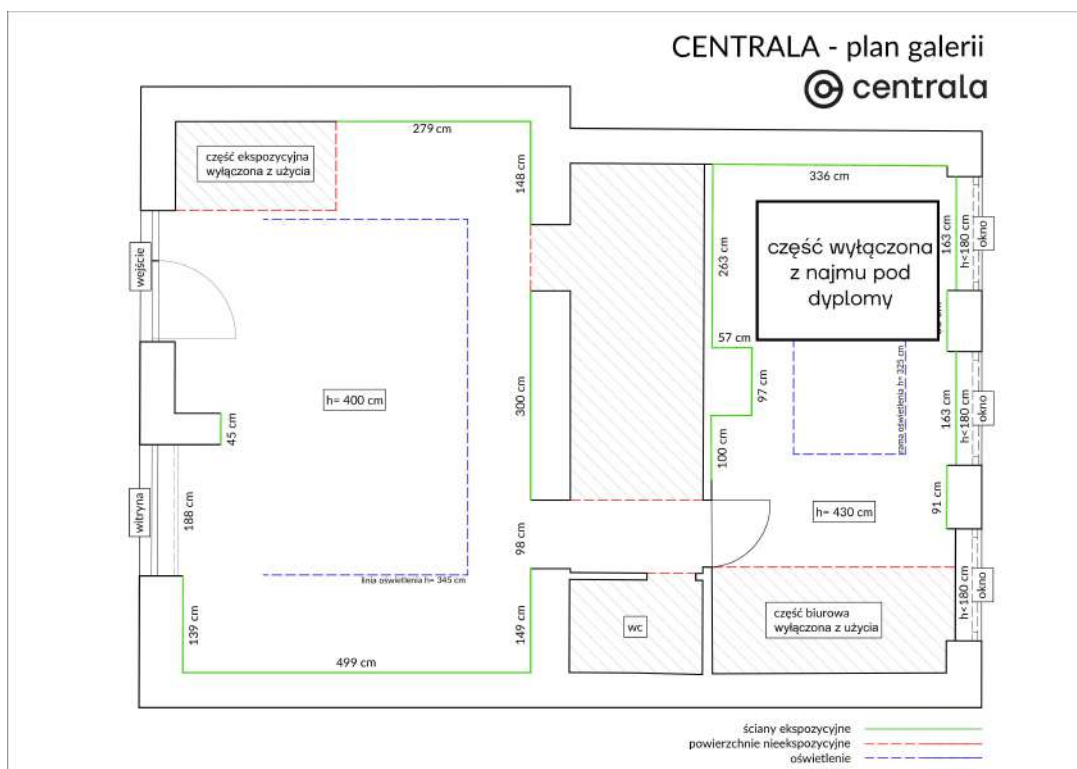 CENTRALA - plan galerii
centrala
279 cm
część ekspozycyjna
wyłączona z użycia
148 cm
336 cm
163 cm
h<180 cm
okno
część wyłączona
z najmu pod
dyplomy
263 cm
wejście
57 cm
97 cm
rama oświetlenia h= 325 cm
163 cm
h<180 cm
okno
h= 400 cm
300 cm
45 cm
100 cm
witryna
188 cm
98 cm
h= 430 cm
91 cm
linia oświetlenia h= 345 cm
h<180 cm
okno
139 cm
149 cm
wc
część biurowa
wyłączona z użycia
499 cm
ściany ekspozycyjne
powierzchnie nieekspozycyjne
oświetlenie